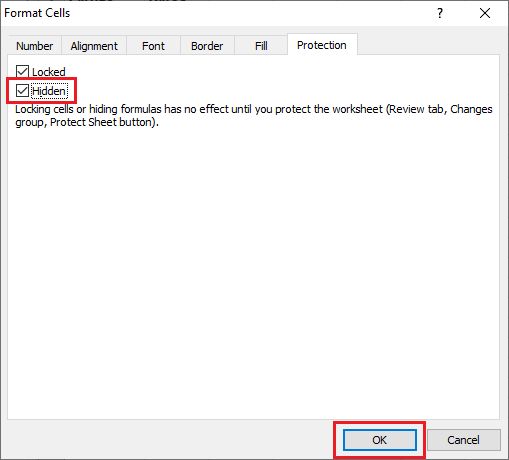 Format Cells
Number Alignment Font Border Fill Protection
Locked
Hidden
Locking cells or hiding formulas has no effect until you protect the worksheet (Review tab, Changes
group, Protect Sheet button).
OK Cancel